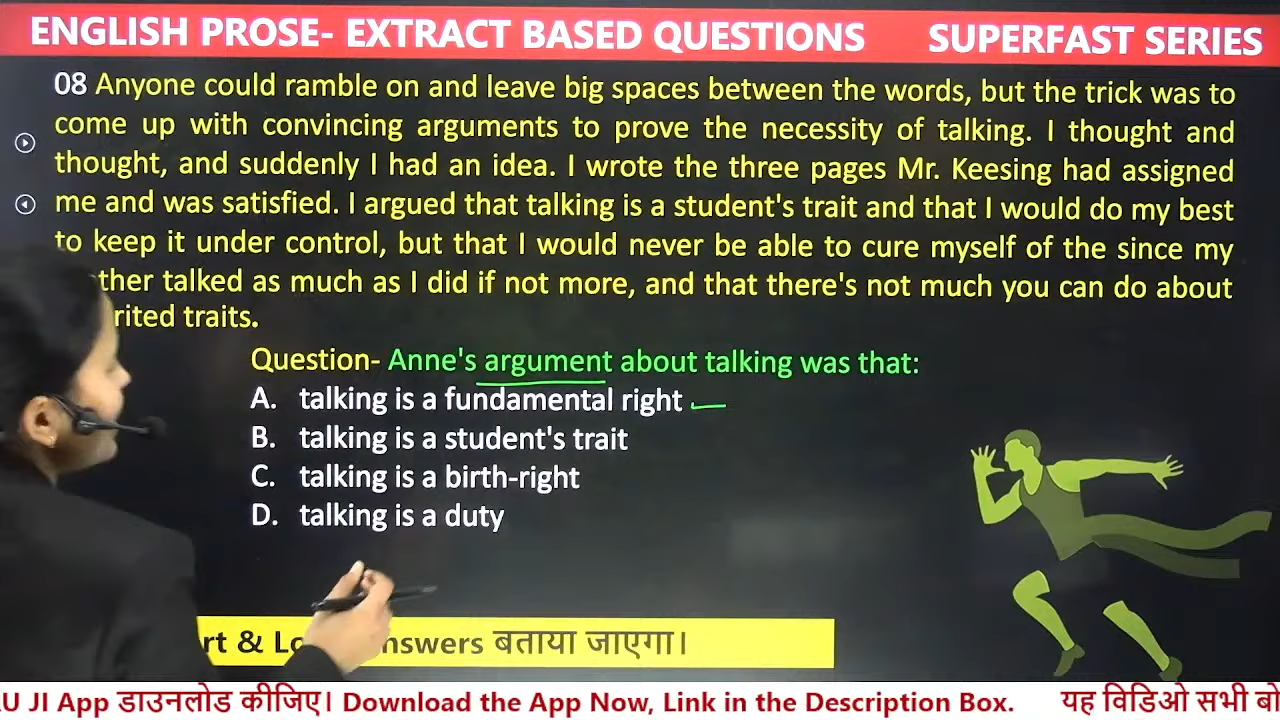 ENGLISH PROSE- EXTRACT BASED QUESTIONS SUPERFAST SERIES
08 Anyone could ramble on and leave big spaces between the words, but the trick was to
come up with convincing arguments to prove the necessity of talking. I thought and
thought, and suddenly I had an idea. I wrote the three pages Mr. Keesing had assigned
me and was satisfied. I argued that talking is a student's trait and that I would do my best
to keep it under control, but that I would never be able to cure myself of the since my
ther talked as much as I did if not more, and that there's not much you can do about
rited traits.
Question- Anne's argument about talking was that:
A. talking is a fundamental right
B. talking is a student's trait
C. talking is a birth-right
D. talking is a duty
rt & Lo nswers बताया जाएगा।
U JI App डाउनलोड कीजिए। Download the App Now, Link in the Description Box. यह विडिओ सभी बो